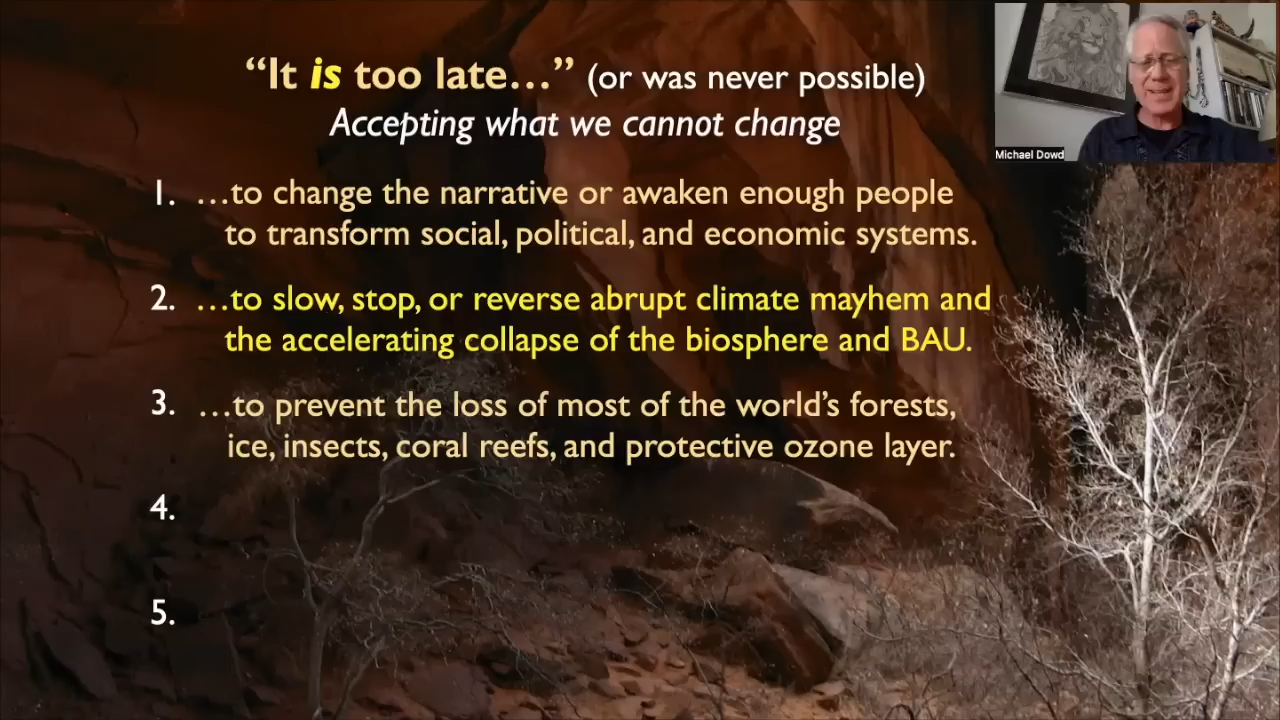 “It is too late…” (or was never possible)
Accepting what we cannot change
Michael Dowd
1. …to change the narrative or awaken enough people
to transform social, political, and economic systems.
2. …to slow, stop, or reverse abrupt climate mayhem and
the accelerating collapse of the biosphere and BAU.
3. …to prevent the loss of most of the world’s forests,
ice, insects, coral reefs, and protective ozone layer.
4.
5.